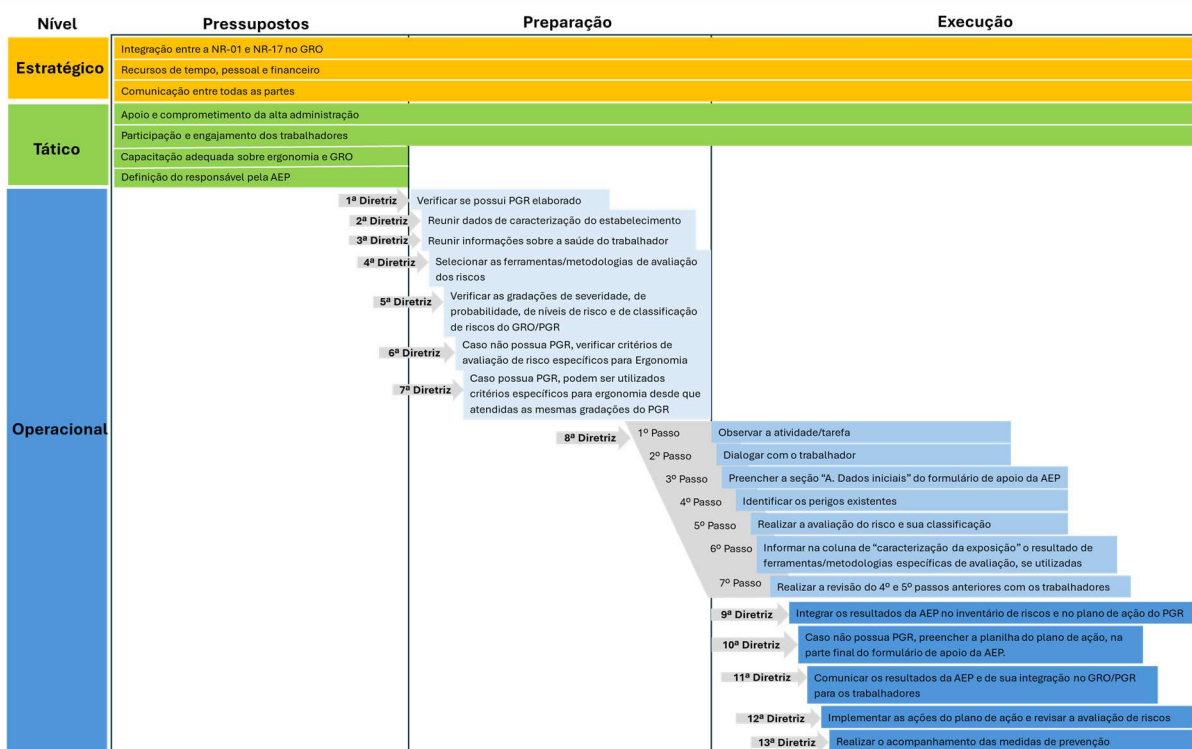 Nível
Pressupostos
Preparação
Execução
Estratégico
Integração entre a NR-01 e NR-17 no GRO
Recursos de tempo, pessoal e financeiro
Comunicação entre todas as partes
Tático
Apoio e comprometimento da alta administração
Participação e engajamento dos trabalhadores
Capacitação adequada sobre ergonomia e GRO
Definição do responsável pela AEP
Operacional
1ª Diretriz
Verificar se possui PGR elaborado
2ª Diretriz
Reunir dados de caracterização do estabelecimento
3ª Diretriz
Reunir informações sobre a saúde do trabalhador
4ª Diretriz
Selecionar as ferramentas/metodologias de avaliação
dos riscos
5ª Diretriz
Verificar as gradações de severidade, de
probabilidade, de níveis de risco e de classificação
de riscos do GRO/PGR
6ª Diretriz
Caso não possua PGR, verificar critérios de
avaliação de risco específicos para Ergonomia
7ª Diretriz
Caso possua PGR, podem ser utilizados
critérios específicos para ergonomia desde que
atendidas as mesmas gradações do PGR
8ª Diretriz
1º Passo
Observar a atividade/tarefa
2º Passo
Dialogar com o trabalhador
3º Passo
Preencher a seção “A. Dados iniciais” do formulário de apoio da AEP
4º Passo
Identificar os perigos existentes
5º Passo
Realizar a avaliação do risco e sua classificação
6º Passo
Informar na coluna de “caracterização da exposição” o resultado de
ferramentas/metodologias específicas de avaliação, se utilizadas
7º Passo
Realizar a revisão do 4º e 5º passos anteriores com os trabalhadores
9ª Diretriz
Integrar os resultados da AEP no inventário de riscos e no plano de ação do PGR
10ª Diretriz
Caso não possua PGR, preencher a planilha do plano de ação, na
parte final do formulário de apoio da AEP.
11ª Diretriz
Comunicar os resultados da AEP e de sua integração no GRO/PGR
para os trabalhadores
12ª Diretriz
Implementar as ações do plano de ação e revisar a avaliação de riscos
13ª Diretriz
Realizar o acompanhamento das medidas de prevenção